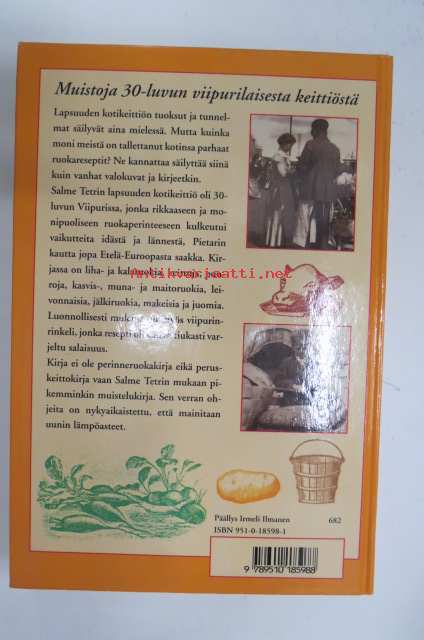 Muistoja 30-luvun viipurilaisesta keittiöstä
Lapsuuden kotikeittiön tuoksut ja tunnel-
mat säilyvät aina mielessä. Mutta kuinka
moni meistä on tallettanut kotinsa parhaat
ruokareseptit? Ne kannattaa säilyttää siinä
kuin vanhat valokuvat ja kirjeetkin.
Salme Tetrin lapsuuden kotikeittiö oli 30-
luvun Viipurissa, jonka rikkaaseen ja mo-
nipuoliseen ruokaperinteeseen kulkeutui
vaikutteita idästä ja lännestä, Pietarin
kautta jopa Etelä-Euroopasta saakka. Kir-
jassa on liha- ja kalaruokia, keittoja, puu-
roja, kasvis-, muna- ja maitoruokia, lei-
vonnaisia, jälkiruokia, makeisia ja juomia.
Luonnollisesti mukana on myös viipurin-
rinkeli, jonka resepti on tiukasti var-
jeltu salaisuus.
Kirja ei ole perinneruokakirja eikä perus-
keittokirja vaan Salme Tetrin mukaan pi-
kemminkin muistelukirja. Sen verran oh-
jeita on nykyaikaistettu, että mainitaan
uunin lämpöasteet.
Antikvariaatti.net
Päällys Irmeli Ilmanen 682
ISBN 951-0-18598-1
9 789510 185988